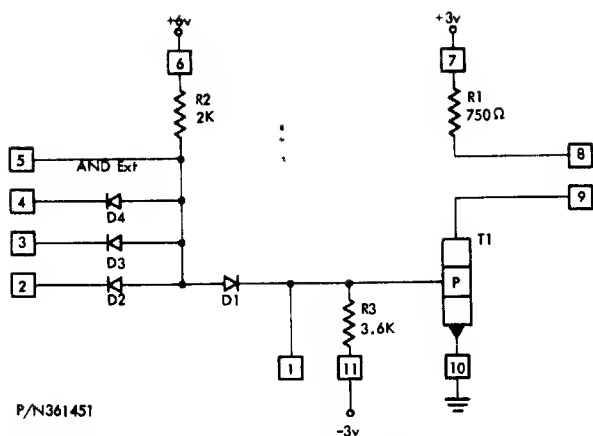 +6v
+3v
6
7
R2
2K
R1
750Ω
5
AND Ext
8
4
D4
9
3
D3
T1
2
D2
D1
P
R3
3.6K
1
11
10
P/N361451
-3v